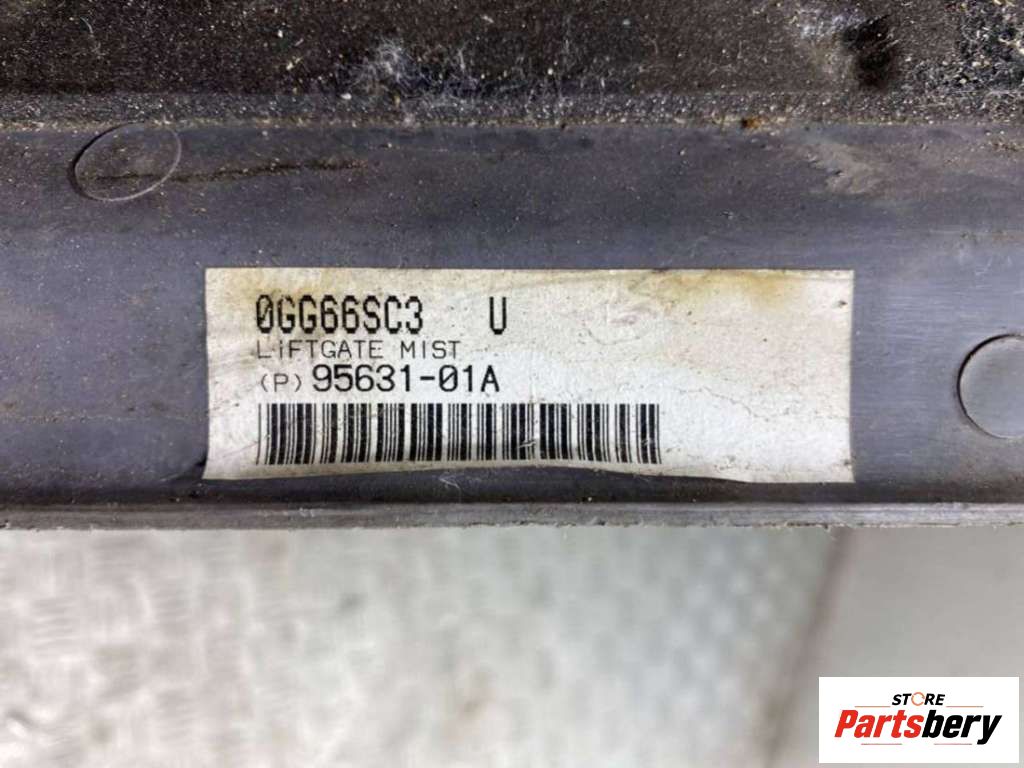 0GG66SC3 U
LiFTGATE MIST
(P) 95631-01A
STORE
Partsbery